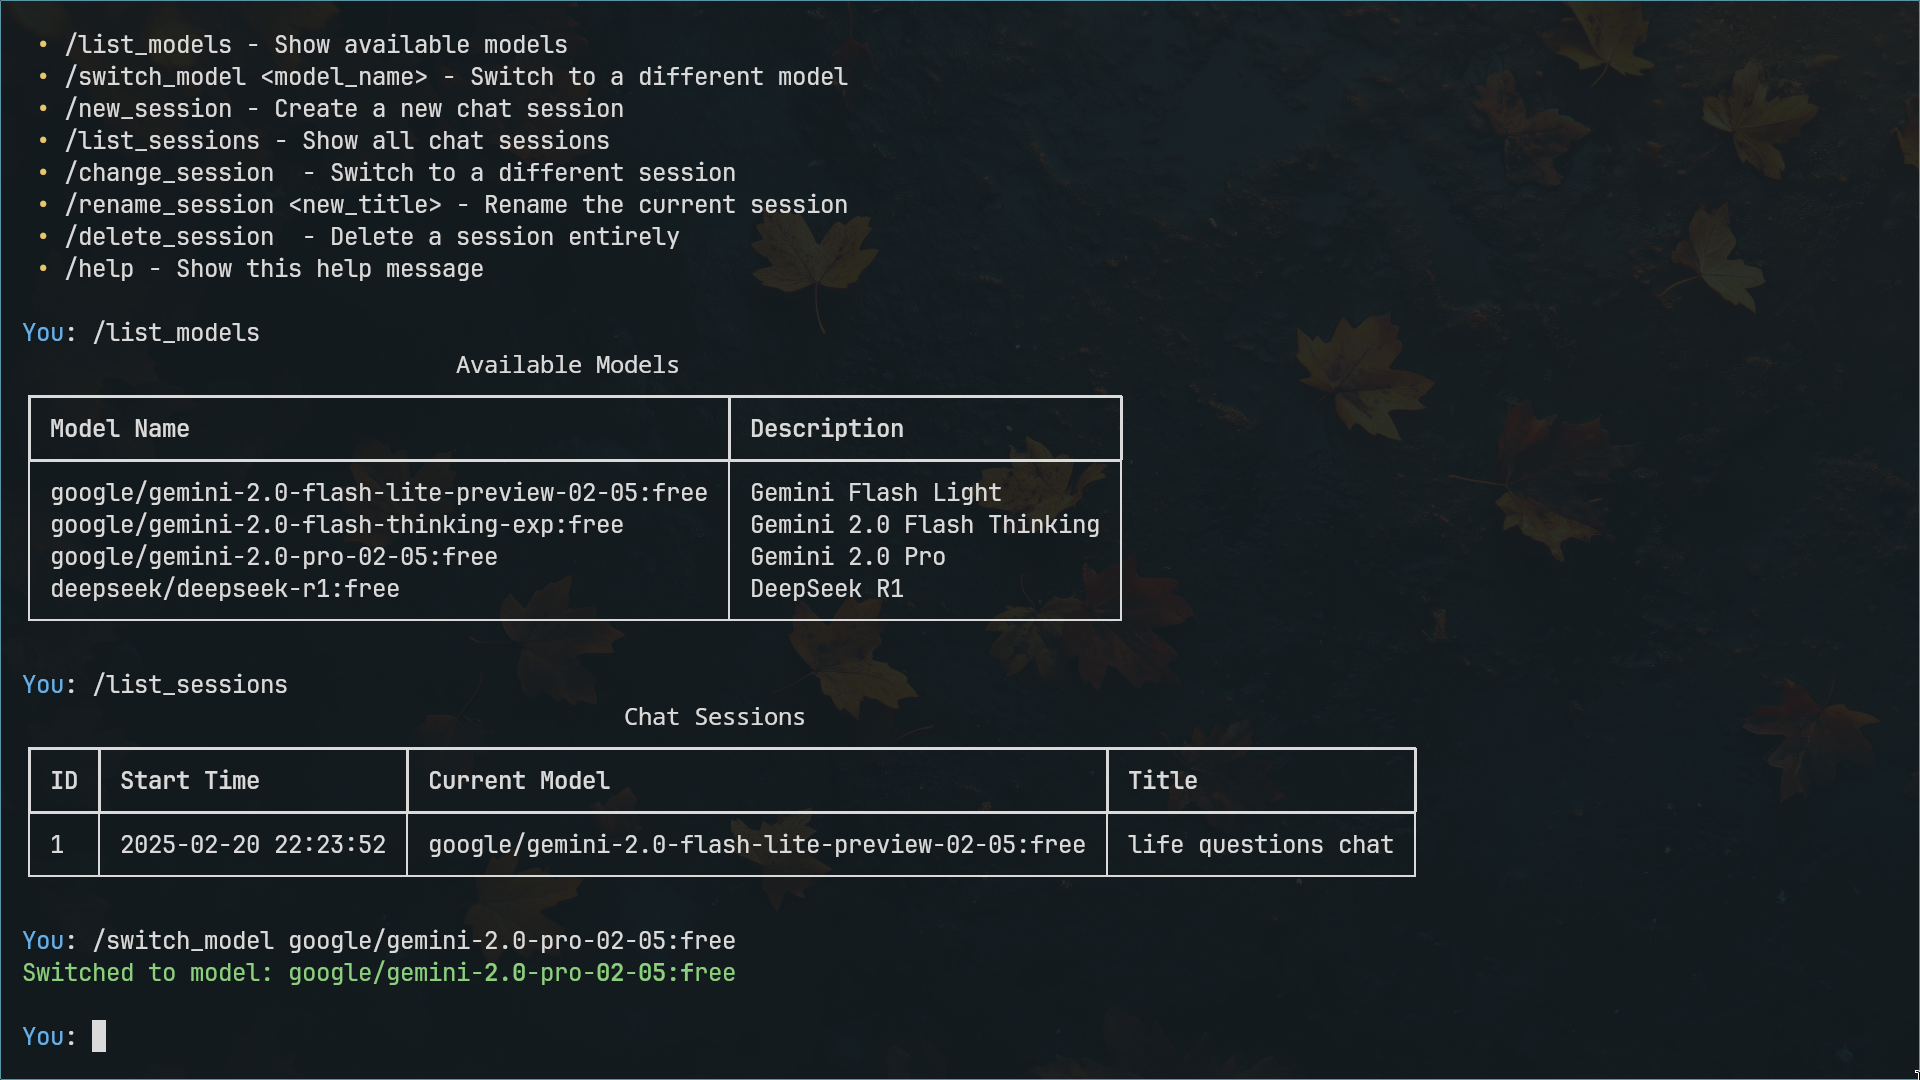 • /list_models - Show available models
• /switch_model <model_name> - Switch to a different model
• /new_session - Create a new chat session
• /list_sessions - Show all chat sessions
• /change_session  - Switch to a different session
• /rename_session <new_title> - Rename the current session
• /delete_session  - Delete a session entirely
• /help - Show this help message
You: /list_models
Available Models
Model Name Description
google/gemini-2.0-flash-lite-preview-02-05:free Gemini Flash Light
google/gemini-2.0-flash-thinking-exp:free Gemini 2.0 Flash Thinking
google/gemini-2.0-pro-02-05:free Gemini 2.0 Pro
deepseek/deepseek-r1:free DeepSeek R1
You: /list_sessions
Chat Sessions
ID Start Time Current Model Title
1 2025-02-20 22:23:52 google/gemini-2.0-flash-lite-preview-02-05:free life questions chat
You: /switch_model google/gemini-2.0-pro-02-05:free
Switched to model: google/gemini-2.0-pro-02-05:free
You: